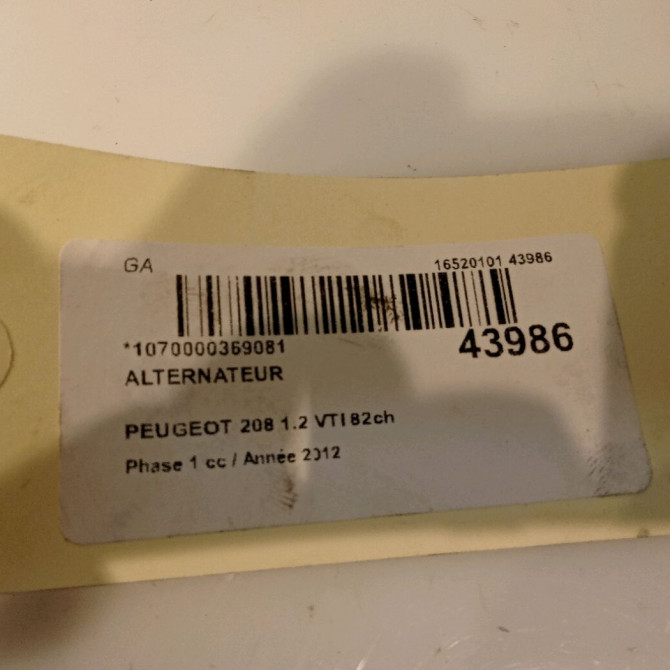 GA
16520101 43986
*1070000369081
43986
ALTERNATEUR
PEUGEOT 208 1.2 VTI 82ch
Phase 1 cc / Année 2012